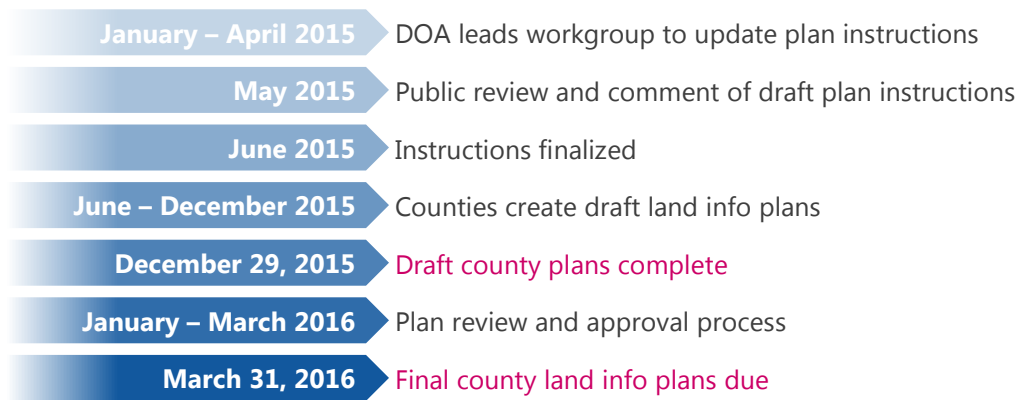 January – April 2015 DOA leads workgroup to update plan instructions
May 2015 Public review and comment of draft plan instructions
June 2015 Instructions finalized
June – December 2015 Counties create draft land info plans
December 29, 2015 Draft county plans complete
January – March 2016 Plan review and approval process
March 31, 2016 Final county land info plans due